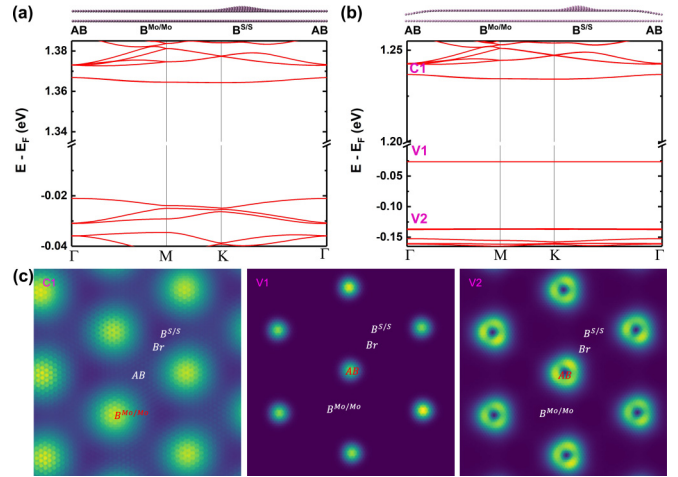 (a)
AB B^Mo/Mo B^S/S AB
1.38
1.36
1.34
E - E_F (eV)
-0.02
-0.04
Γ M K Γ
(b)
AB B^Mo/Mo B^S/S AB
1.25
C1
1.20
E - E_F (eV)
V1
-0.05
V2
-0.10
-0.15
Γ M K Γ
(c)
C1
B^S/S
Br
AB
B^Mo/Mo
V1
B^S/S
Br
AB
B^Mo/Mo
V2
B^S/S
Br
AB
B^Mo/Mo